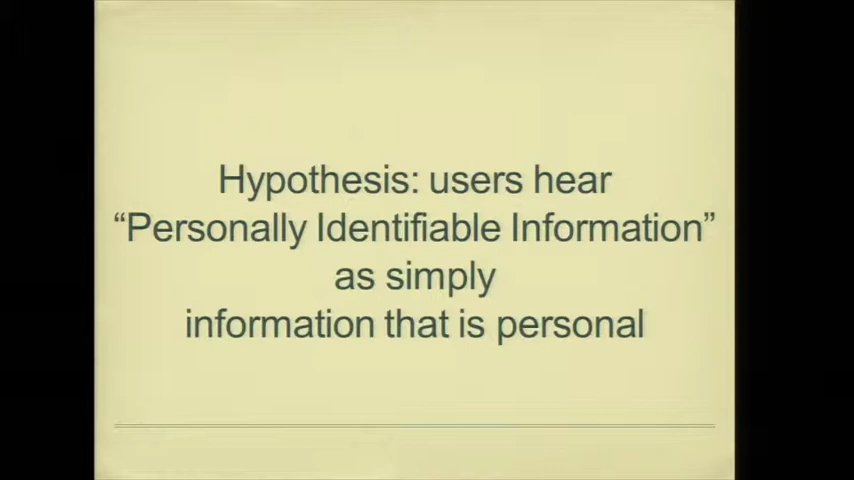 Hypothesis: users hear
“Personally Identifiable Information”
as simply
information that is personal